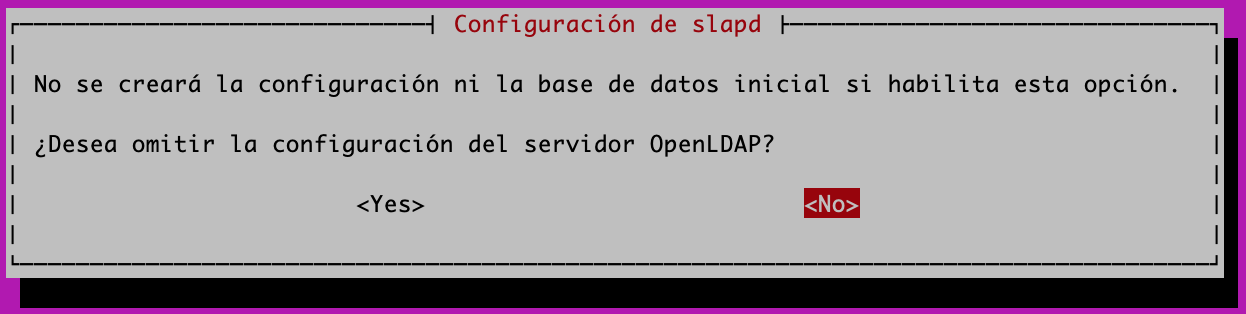 Configuración de slapd
No se creará la configuración ni la base de datos inicial si habilita esta opción.
¿Desea omitir la configuración del servidor OpenLDAP?
<Yes> <No>